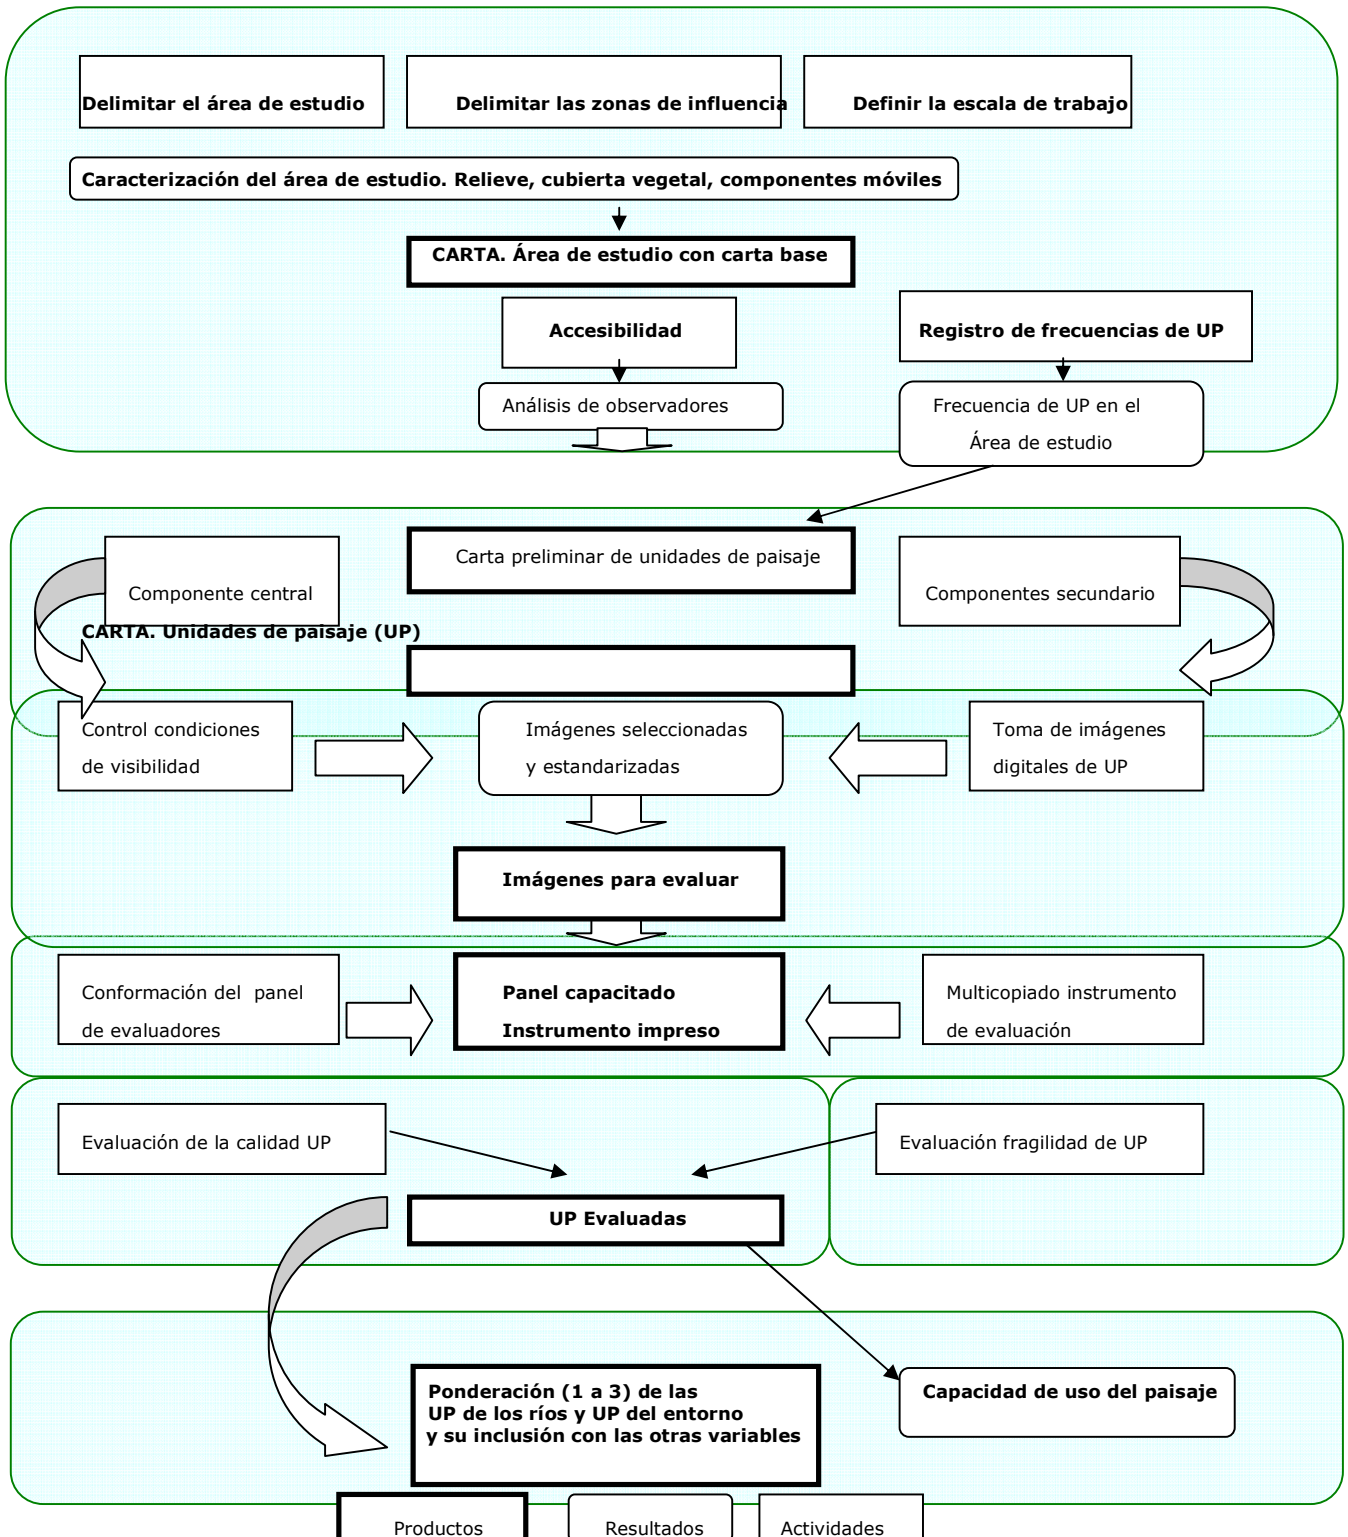 Delimitar el área de estudio
Delimitar las zonas de influencia
Definir la escala de trabajo
Caracterización del área de estudio. Relieve, cubierta vegetal, componentes móviles
CARTA. Área de estudio con carta base
Accesibilidad
Registro de frecuencias de UP
Análisis de observadores
Frecuencia de UP en el
Área de estudio
Carta preliminar de unidades de paisaje
Componente central
Componentes secundario
CARTA. Unidades de paisaje (UP)
Control condiciones
de visibilidad
Imágenes seleccionadas
y estandarizadas
Toma de imágenes
digitales de UP
Imágenes para evaluar
Conformación del panel
de evaluadores
Panel capacitado
Instrumento impreso
Multicopiado instrumento
de evaluación
Evaluación de la calidad UP
Evaluación fragilidad de UP
UP Evaluadas
Ponderación (1 a 3) de las
UP de los ríos y UP del entorno
y su inclusión con las otras variables
Capacidad de uso del paisaje
Productos
Resultados
Actividades